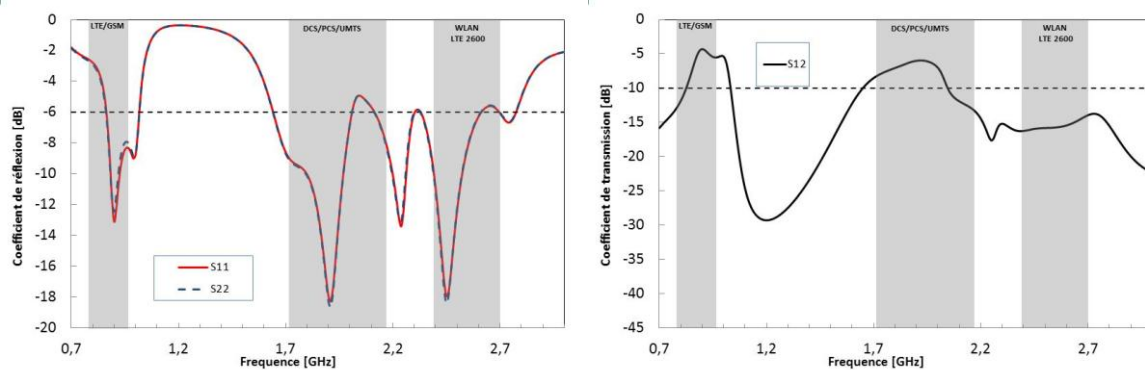 LTE/GSM
DCS/PCS/UMTS
WLAN
LTE 2600
0
-2
-4
-6
-8
-10
-12
-14
-16
-18
-20
Coefficient de réflexion [dB]
S11
S22
0,7
1,2
1,7
2,2
2,7
Frequence [GHz]
LTE/GSM
DCS/PCS/UMTS
WLAN
LTE 2600
0
-5
-10
-15
-20
-25
-30
-35
-40
-45
Coefficient de transmission [dB]
S12
0,7
1,2
1,7
2,2
2,7
Frequence [GHz]